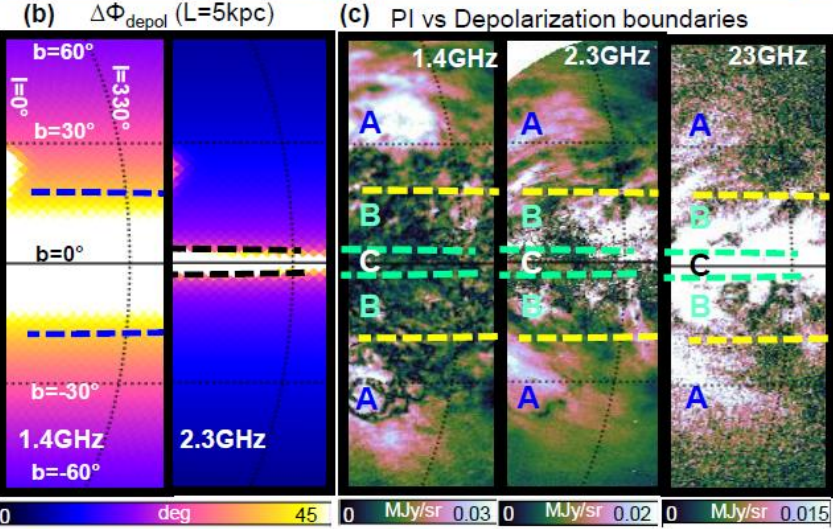 (b) ΔΦdepol (L=5kpc)
(c) PI vs Depolarization boundaries
b=60°
l=0°
l=330°
b=30°
b=0°
b=-30°
1.4GHz
b=-60°
2.3GHz
0 deg 45
1.4GHz
A
B
C
B
A
0 MJy/sr 0.03
2.3GHz
A
B
C
B
A
0 MJy/sr 0.02
23GHz
A
B
C
B
A
0 MJy/sr 0.015